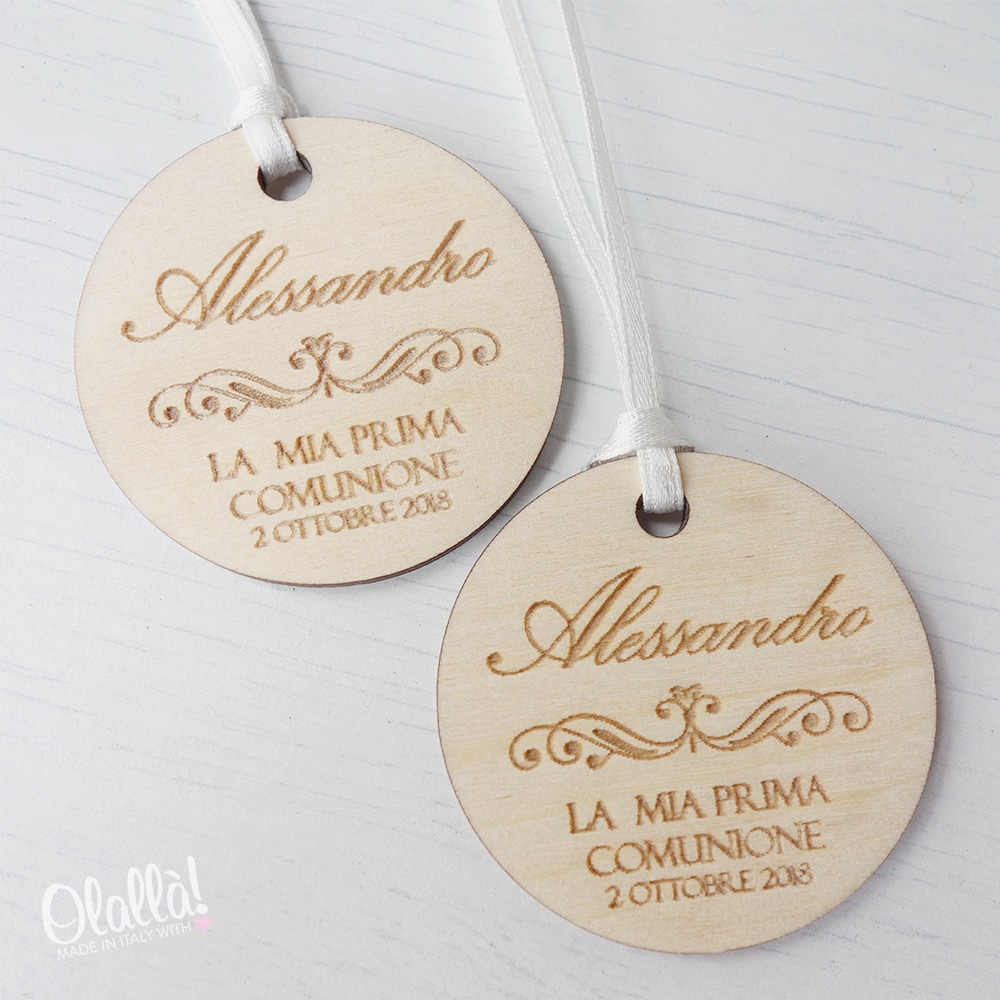 Alessandro
LA MIA PRIMA
COMUNIONE
2 OTTOBRE 2018
Alessandro
LA MIA PRIMA
COMUNIONE
2 OTTOBRE 2018
Olallà!
MADE IN ITALY WITH